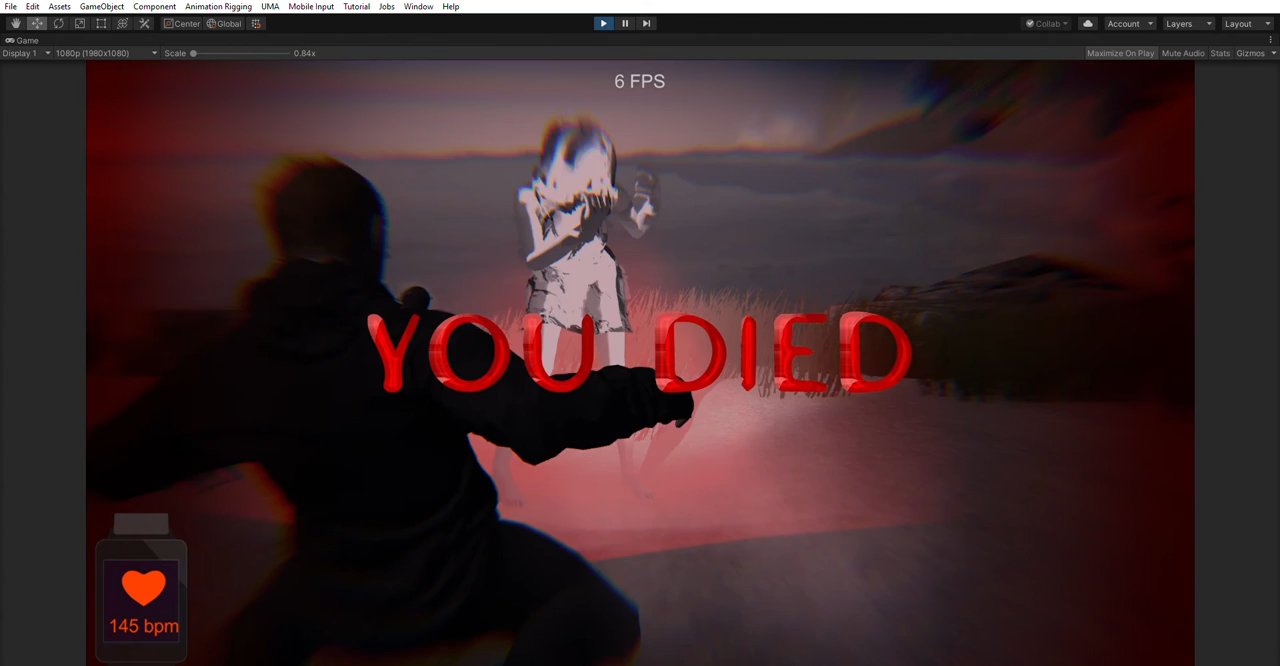 File Edit Assets GameObject Component Animation Rigging UMA Mobile Input Tutorial Jobs Window Help
Center Global Collab Account Layers Layout
Game
Display 1 1080p (1980x1080) Scale 0.84x Maximize On Play Mute Audio Stats Gizmos
6 FPS
YOU DIED
145 bpm